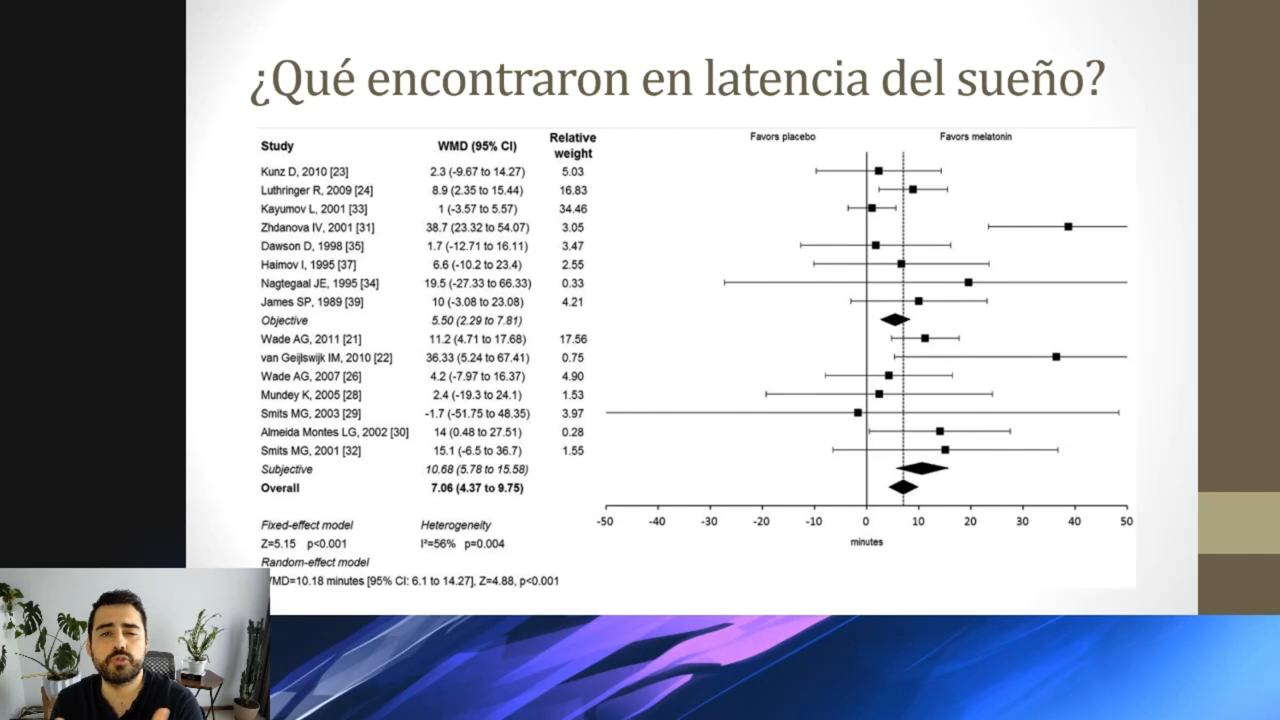 ¿Qué encontraron en latencia del sueño?
Favors placebo Favors melatonin
Study WMD (95% CI) Relative weight
Kunz D, 2010 [23] 2.3 (-9.67 to 14.27) 5.03
Luthringer R, 2009 [24] 8.9 (2.35 to 15.44) 16.83
Kayumov L, 2001 [33] 1 (-3.57 to 5.57) 34.46
Zhdanova IV, 2001 [31] 38.7 (23.32 to 54.07) 3.05
Dawson D, 1998 [35] 1.7 (-12.71 to 16.11) 3.47
Haimov I, 1995 [37] 6.6 (-10.2 to 23.4) 2.55
Nagtegaal JE, 1995 [34] 19.5 (-27.33 to 66.33) 0.33
James SP, 1989 [39] 10 (-3.08 to 23.08) 4.21
Objective 5.50 (2.29 to 7.81)
Wade AG, 2011 [21] 11.2 (4.71 to 17.68) 17.56
van Geijlswijk IM, 2010 [22] 36.33 (5.24 to 67.41) 0.75
Wade AG, 2007 [26] 4.2 (-7.97 to 16.37) 4.90
Mundey K, 2005 [28] 2.4 (-19.3 to 24.1) 1.53
Smits MG, 2003 [29] -1.7 (-51.75 to 48.35) 3.97
Almeida Montes LG, 2002 [30] 14 (0.48 to 27.51) 0.28
Smits MG, 2001 [32] 15.1 (-6.5 to 36.7) 1.55
Subjective 10.68 (5.78 to 15.58)
Overall 7.06 (4.37 to 9.75)
-50 -40 -30 -20 -10 0 10 20 30 40 50
minutes
Fixed-effect model Heterogeneity
Z=5.15 p<0.001 I²=56% p=0.004
Random-effect model
MD=10.18 minutes [95% CI: 6.1 to 14.27], Z=4.88, p<0.001